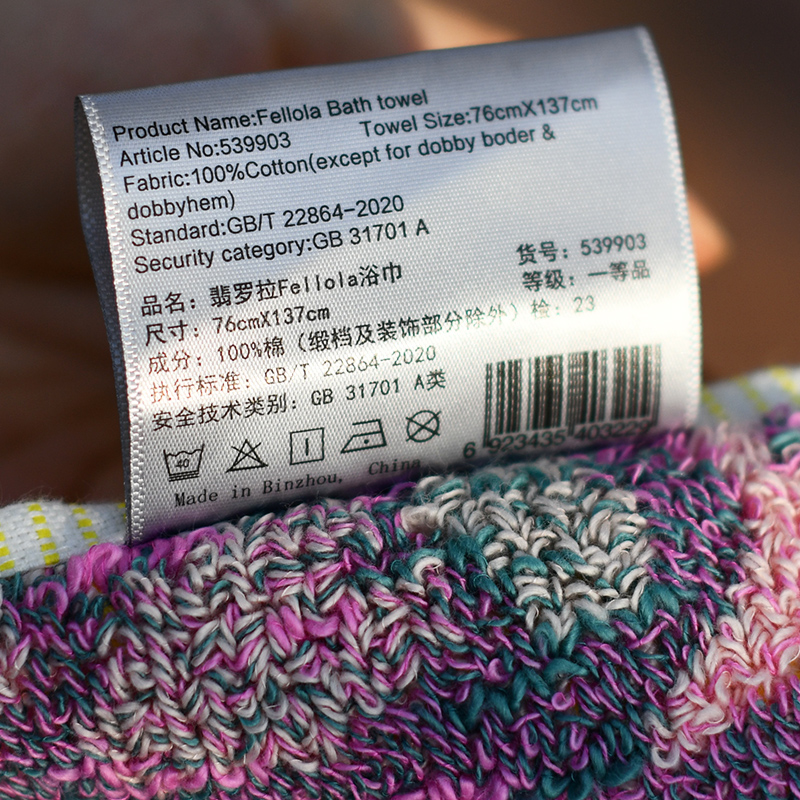 Product Name:Fellola Bath towel
Article No:539903 Towel Size:76cmX137cm
Fabric:100%Cotton(except for dobby boder &
dobbyhem)
Standard:GB/T 22864-2020
Security category:GB 31701 A
品名：翡罗拉Fellola浴巾 货号：539903
尺寸：76cmX137cm 等级：一等品
成分：100%棉（缎档及装饰部分除外）检：23
执行标准：GB/T 22864-2020
安全技术类别：GB 31701 A类
40
Made in Binzhou, China
6 923435 403229